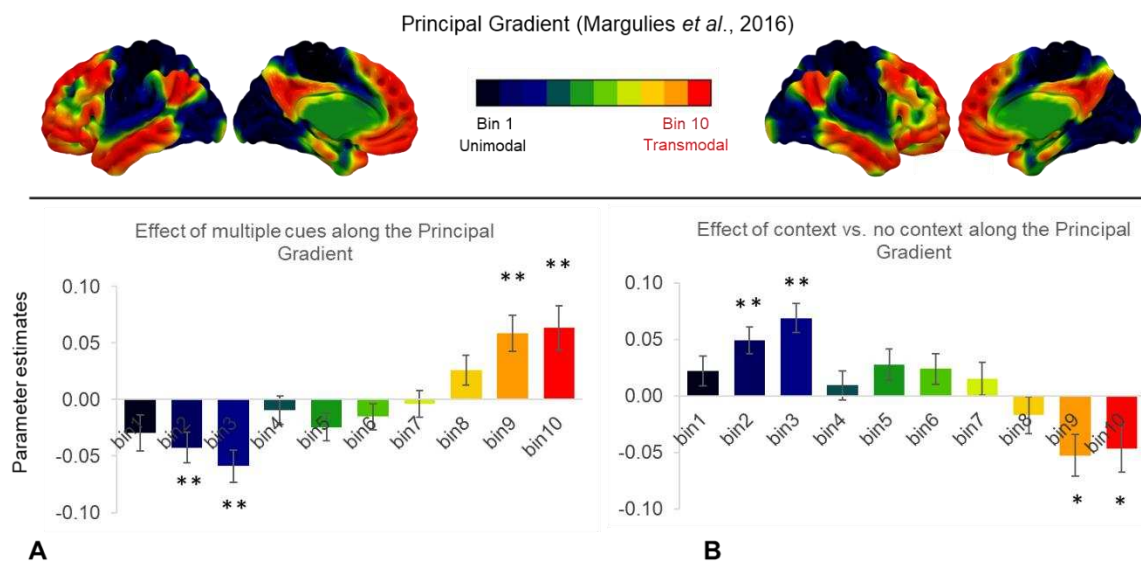 Principal Gradient (Margulies et al., 2016)
Bin 1
Unimodal
Bin 10
Transmodal
Effect of multiple cues along the Principal
Gradient
Parameter estimates
0.10
0.05
0.00
-0.05
-0.10
bin1
bin2
bin3
bin4
bin5
bin6
bin7
bin8
bin9
bin10
**
**
**
**
A
Effect of context vs. no context along the Principal
Gradient
0.10
0.05
0.00
-0.05
-0.10
bin1
bin2
bin3
bin4
bin5
bin6
bin7
bin8
bin9
bin10
**
**
*
*
B